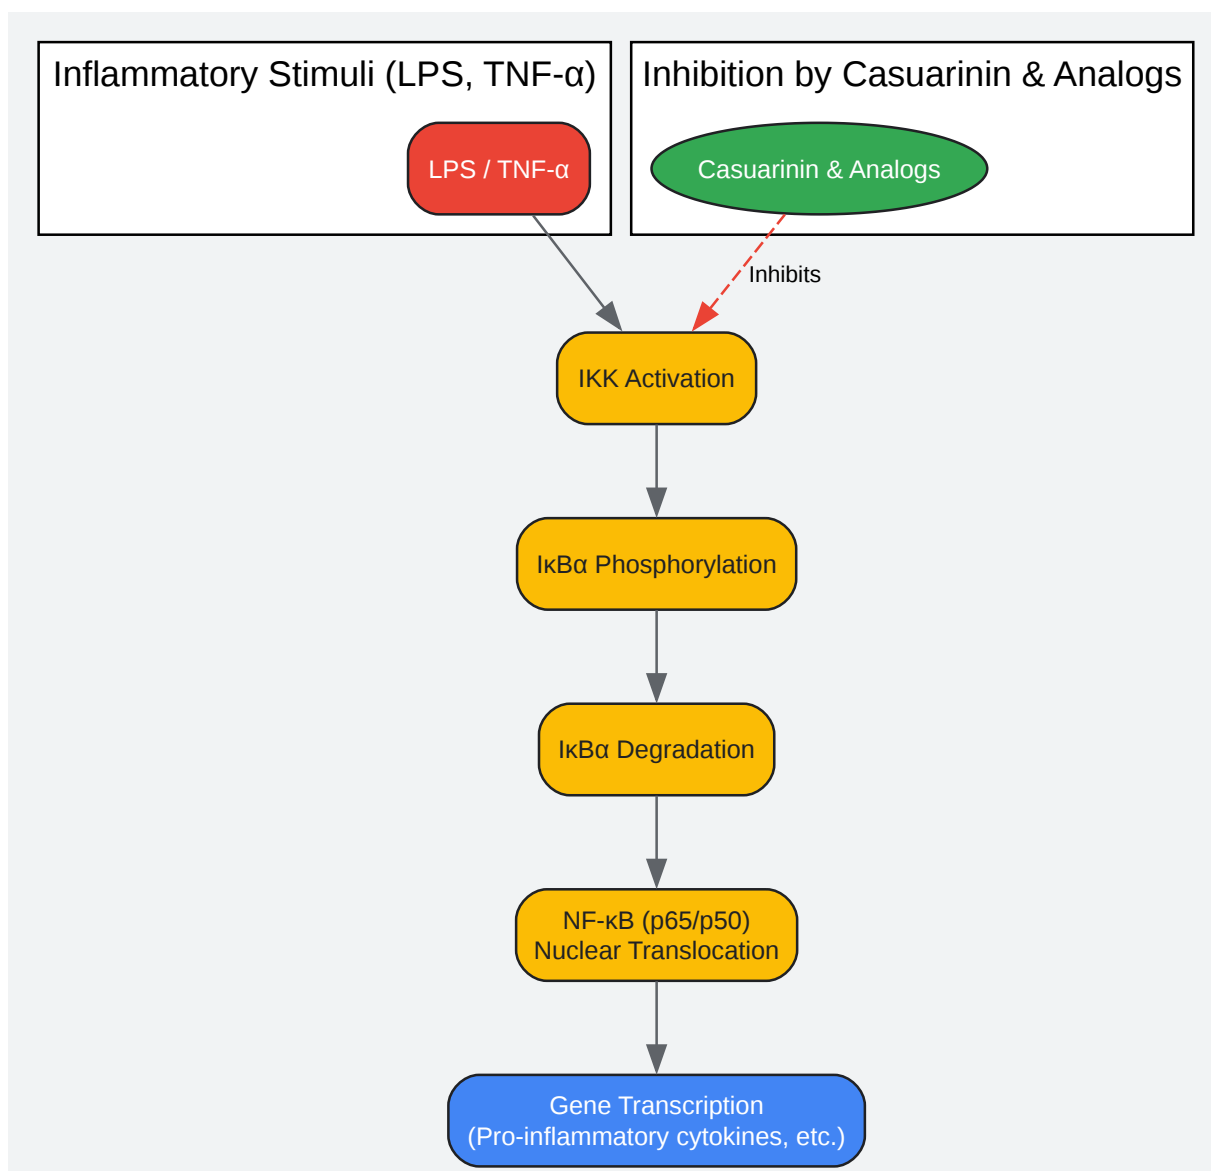 Inflammatory Stimuli (LPS, TNF-α)
Inhibition by Casuarinin & Analogs
LPS / TNF-α
Casuarinin & Analogs
Inhibits
IKK Activation
IκBα Phosphorylation
IκBα Degradation
NF-κB (p65/p50)
Nuclear Translocation
Gene Transcription
(Pro-inflammatory cytokines, etc.)